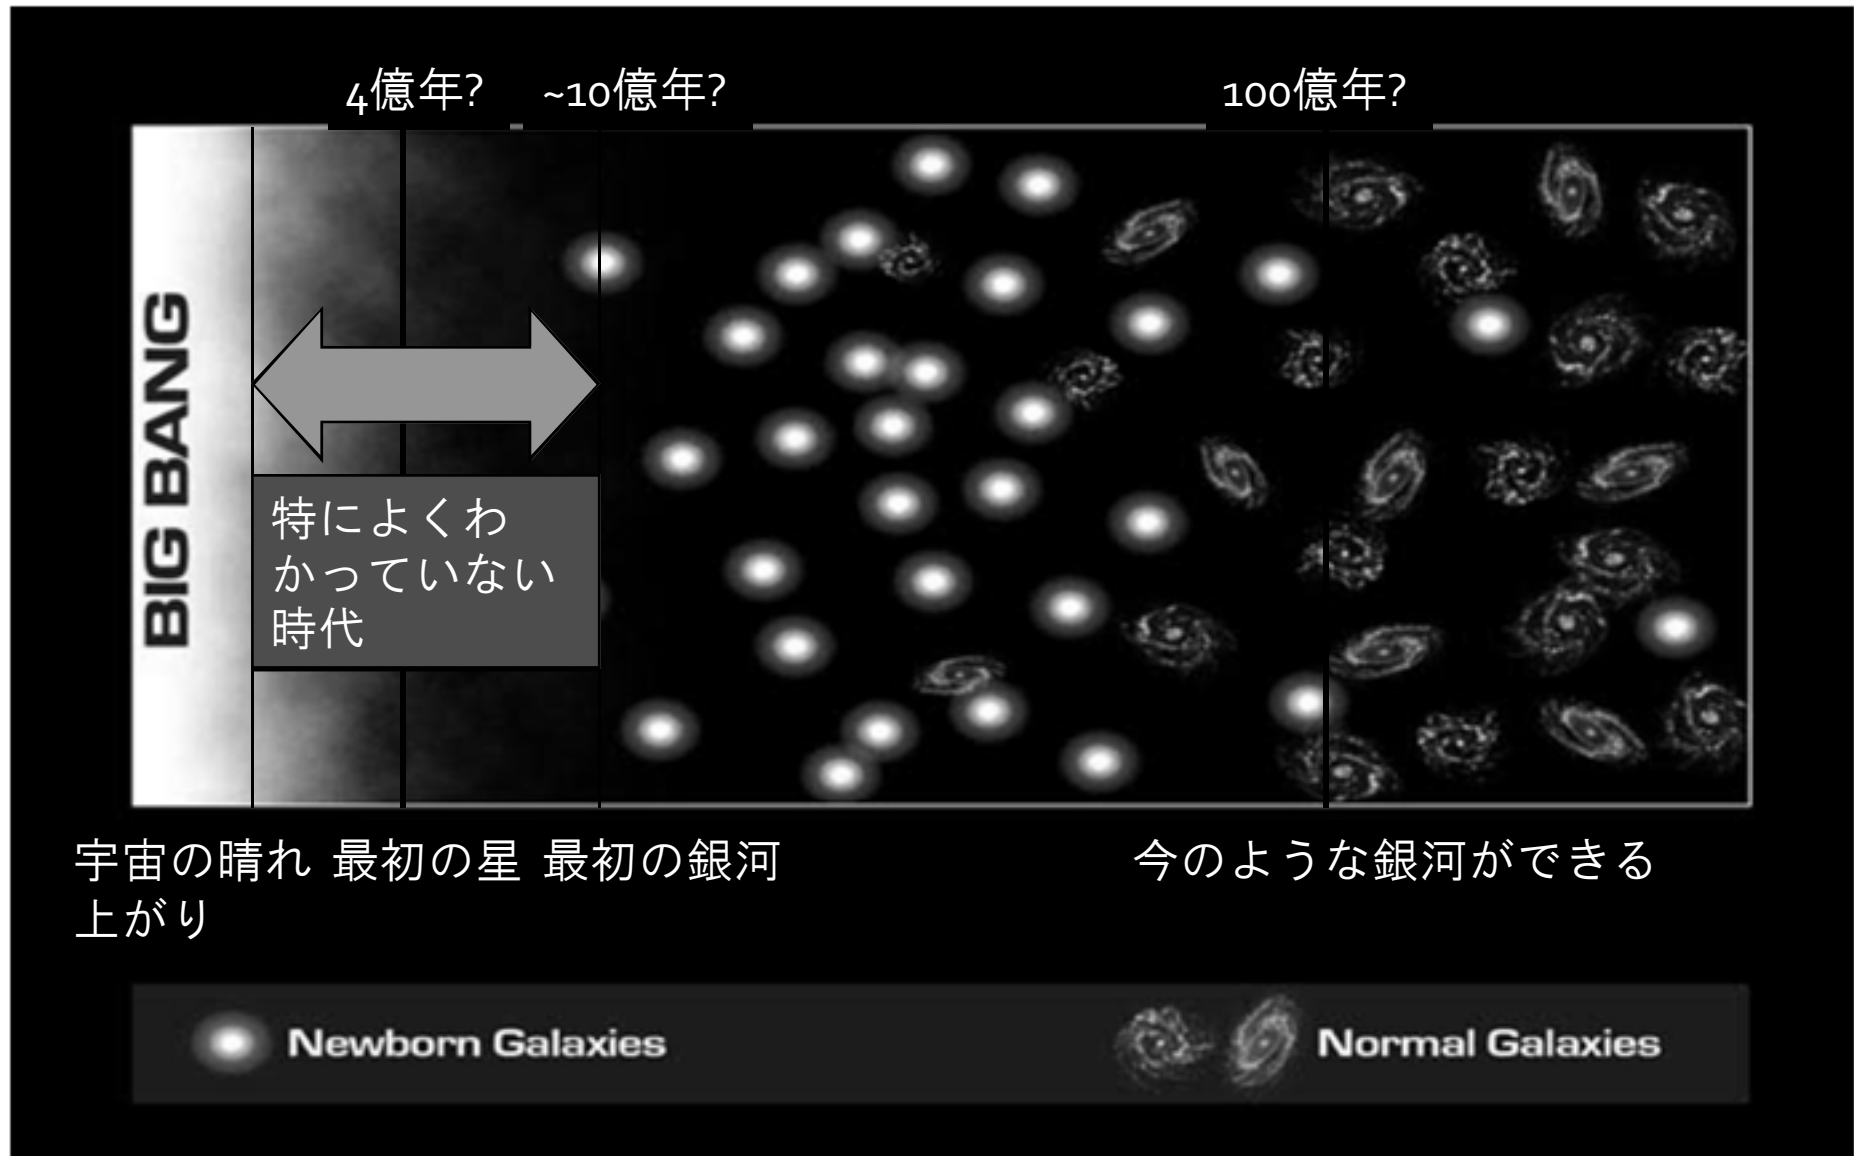 4億年?
~10億年?
100億年?
BIG BANG
特によくわ
かっていない
時代
宇宙の晴れ
上がり
最初の星
最初の銀河
今のような銀河ができる
Newborn Galaxies
Normal Galaxies